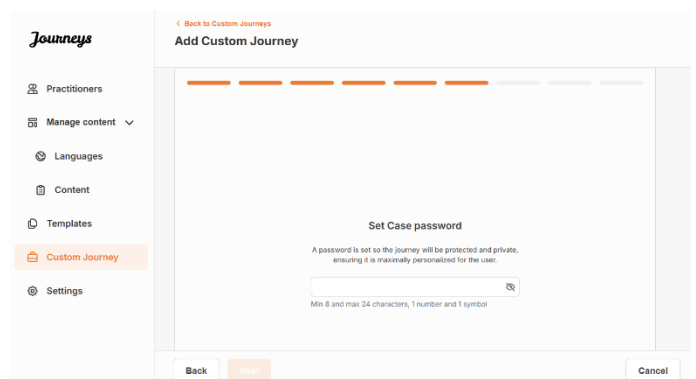 Journeys
Practitioners
Manage content
Languages
Content
Templates
Custom Journey
Settings
< Back to Custom Journeys
Add Custom Journey
Set Case password
A password is set so the journey will be protected and private,
ensuring it is maximally personalized for the user.
Min 8 and max 24 characters, 1 number and 1 symbol
Back
Next
Cancel